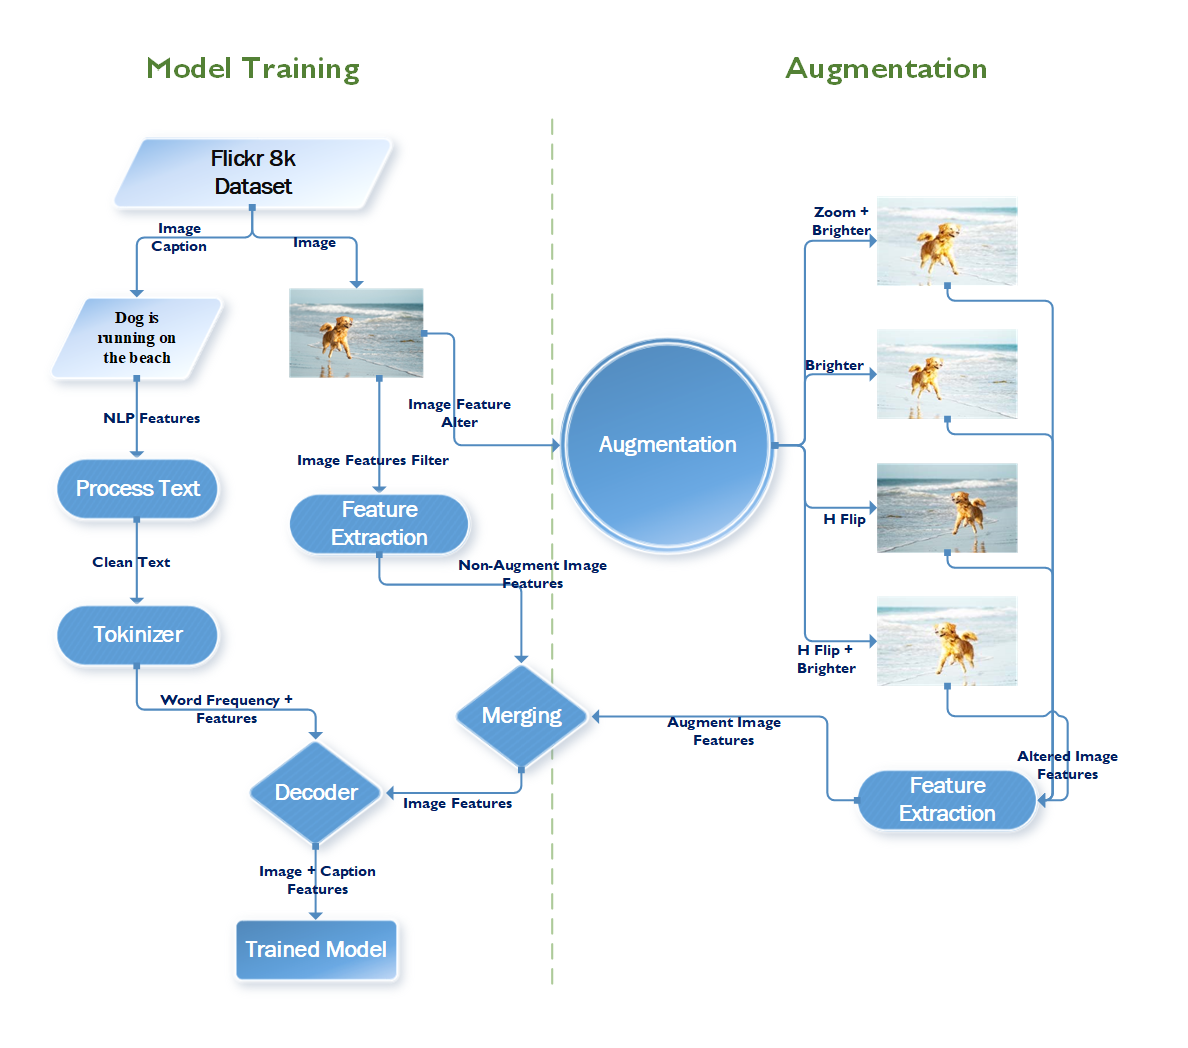 Model Training
Augmentation
Flickr 8k
Dataset
Image
Caption
Image
Dog is
running on
the beach
NLP Features
Process Text
Clean Text
Tokinizer
Word Frequency +
Features
Image Feature
Alter
Image Features Filter
Feature
Extraction
Non-Augment Image
Features
Merging
Image Features
Decoder
Image + Caption
Features
Trained Model
Augmentation
Zoom +
Brighter
Brighter
H Flip
H Flip +
Brighter
Altered Image
Features
Feature
Extraction
Augment Image
Features